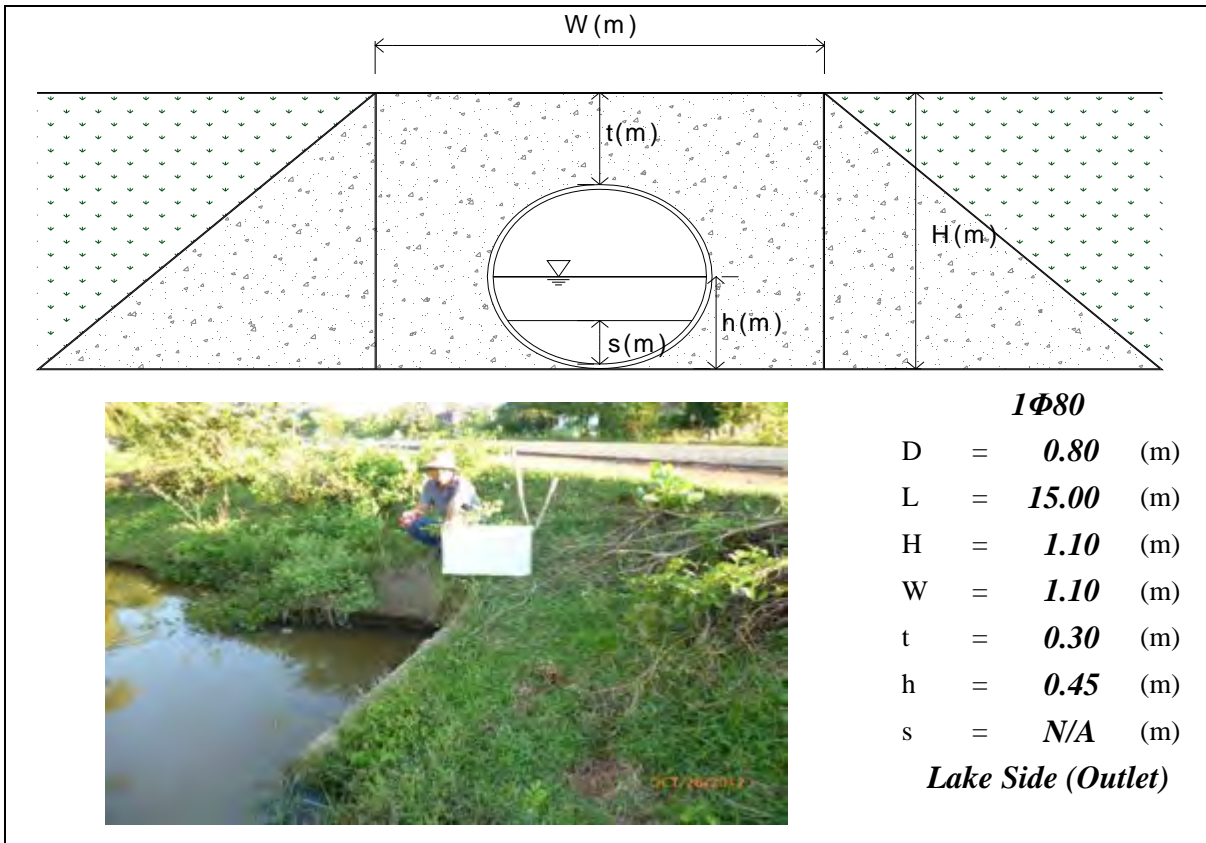 W (m)
t(m)
H(m)
h(m)
s(m)
1Φ80
D = 0.80 (m)
L = 15.00 (m)
H = 1.10 (m)
W = 1.10 (m)
t = 0.30 (m)
h = 0.45 (m)
s = N/A (m)
Lake Side (Outlet)